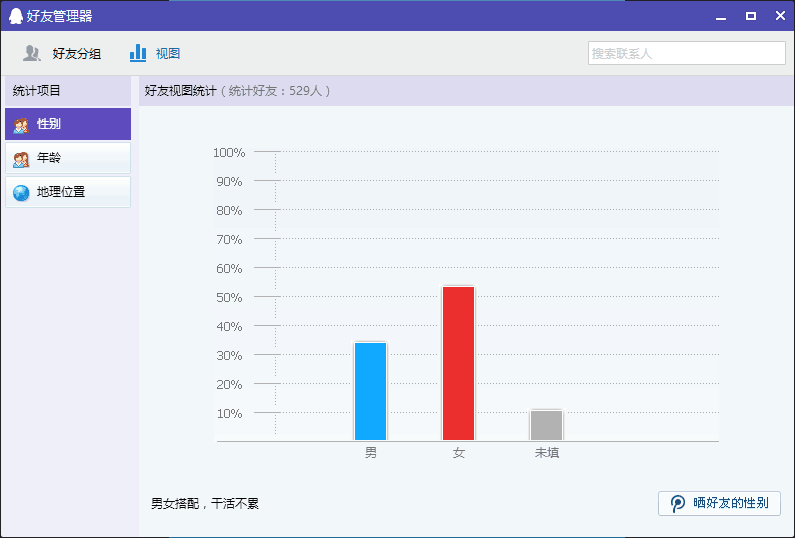 好友管理器
好友分组 视图 搜索联系人
统计项目
性别
年龄
地理位置
好友视图统计（统计好友：529人）
100%
90%
80%
70%
60%
50%
40%
30%
20%
10%
男 女 未填
男女搭配，干活不累
晒好友的性别